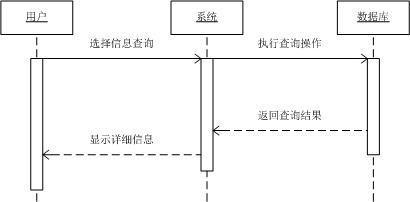 用户
系统
数据库
选择信息查询
执行查询操作
返回查询结果
显示详细信息